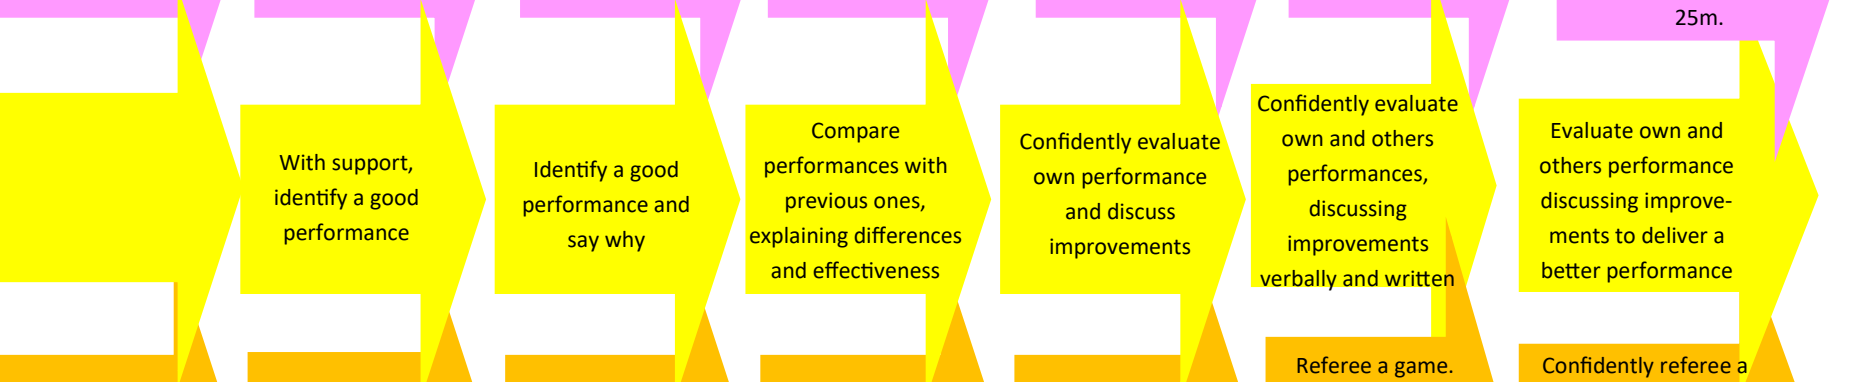 25m.
With support,
identify a good
performance
Identify a good
performance and
say why
Compare
performances with
previous ones,
explaining differences
and effectiveness
Confidently evaluate
own performance
and discuss
improvements
Confidently evaluate
own and others
performances,
discussing
improvements
verbally and written
Evaluate own and
others performance
discussing improve-
ments to deliver a
better performance
Referee a game.
Confidently referee a